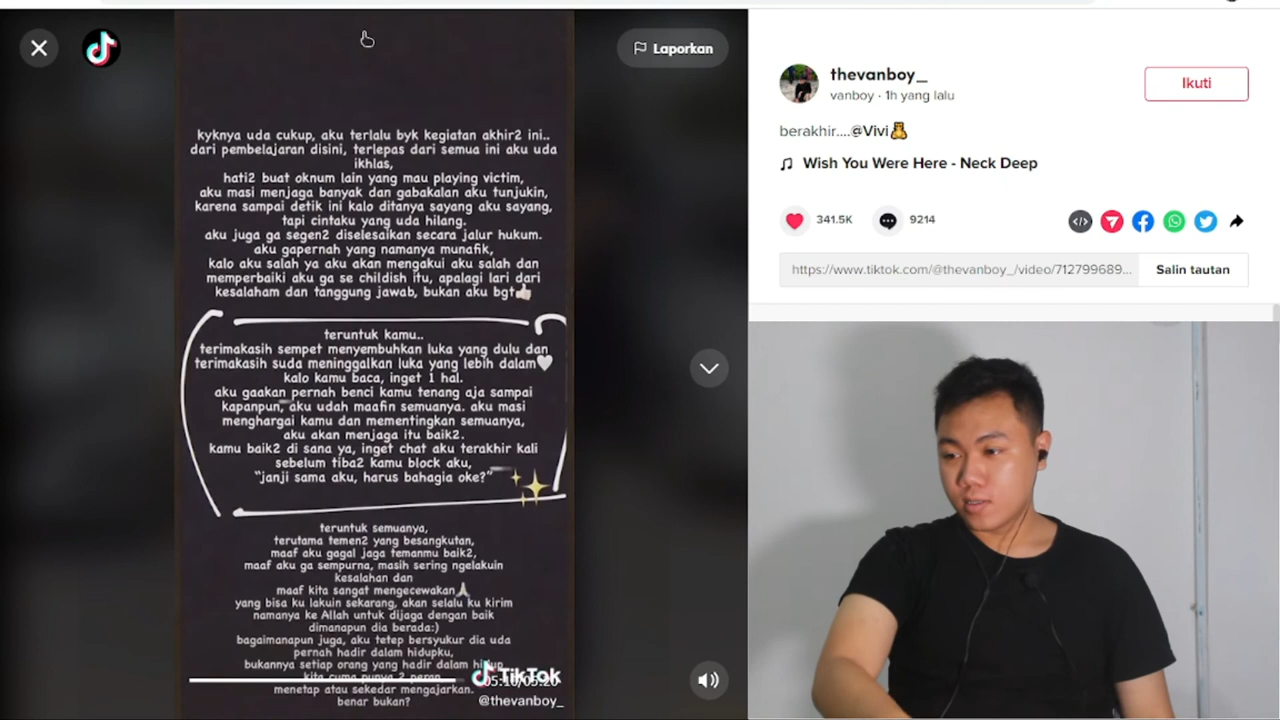 Laporkan
kyknya uda cukup, aku terlalu byk kegiatan akhir2 ini..
dari pembelajaran disini, terlepas dari semua ini aku uda
ikhlas,
hati2 buat oknum lain yang mau playing victim,
aku masi menjaga banyak dan gabakalan aku tunjukin,
karena sampai detik ini kalo ditanya sayang aku sayang,
tapi cintaku yang uda hilang.
aku juga ga segen2 diselesaikan secara jalur hukum.
aku gapernah yang namanya munafik,
kalo aku salah ya aku akan mengakui aku salah dan
memperbaiki aku ga se childish itu, apalagi lari dari
kesalaham dan tanggung jawab, bukan aku bgt👍
teruntuk kamu..
terimakasih sempet menyembuhkan luka yang dulu dan
terimakasih suda meninggalkan luka yang lebih dalam🤍
kalo kamu baca, inget 1 hal.
aku gaakan pernah benci kamu tenang aja sampai
kapanpun, aku udah maafin semuanya. aku masi
menghargai kamu dan mementingkan semuanya,
aku akan menjaga itu baik2.
kamu baik2 di sana ya, inget chat aku terakhir kali
sebelum tiba2 kamu block aku,
"janji sama aku, harus bahagia oke?"
teruntuk semuanya,
terutama temen2 yang besangkutan,
maaf aku gagal jaga temanmu baik2,
maaf aku ga sempurna, masih sering ngelakuin
kesalahan dan
maaf kita sangat mengecewakan🙏
yang bisa ku lakuin sekarang, akan selalu ku kirim
namanya ke Allah untuk dijaga dengan baik
dimanapun dia berada:)
bagaimanapun juga, aku tetep bersyukur dia uda
pernah hadir dalam hidupku,
bukannya setiap orang yang hadir dalam hidup
kita cuma punya 2 peran
menetap atau sekedar mengajarkan.
benar bukan?
TikTok
@thevanboy_
thevanboy_
vanboy · 1h yang lalu
Ikuti
berakhir....@Vivi🧸
Wish You Were Here - Neck Deep
341.5K
9214
https://www.tiktok.com/@thevanboy_/video/712799689...
Salin tautan